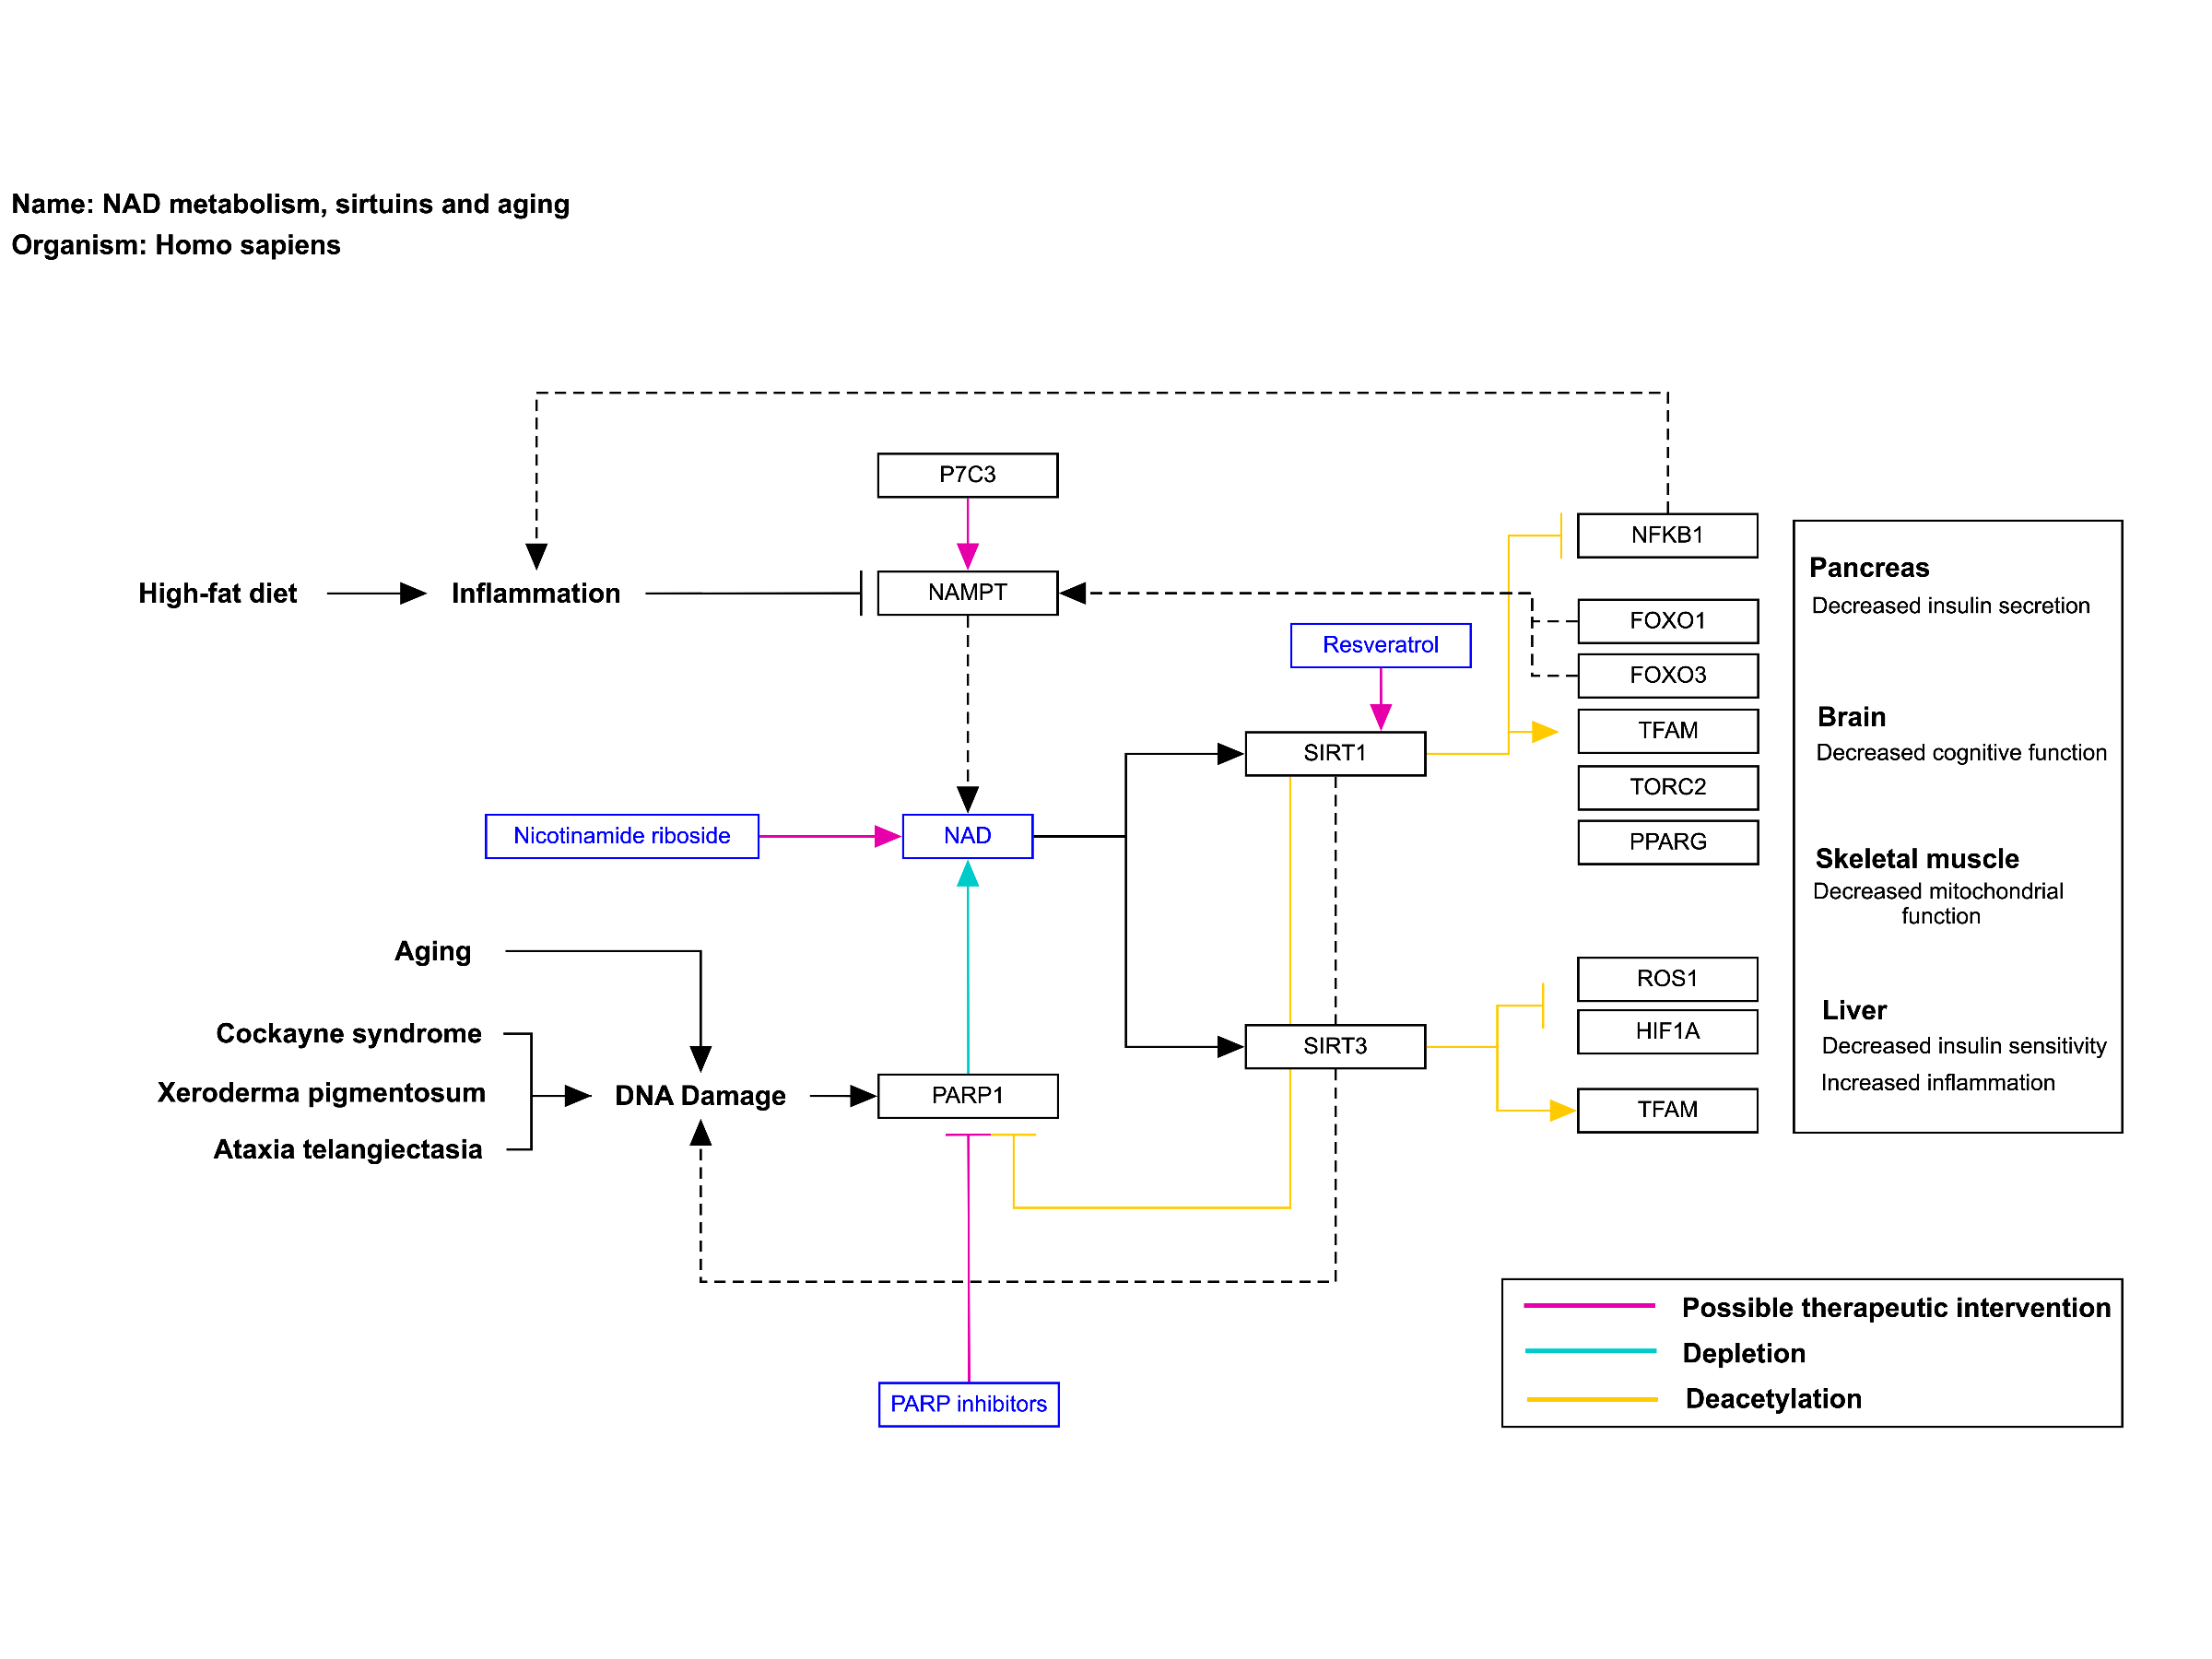 Name: NAD metabolism, sirtuins and aging
Organism: Homo sapiens
P7C3
NFKB1
High-fat diet
Inflammation
NAMPT
FOXO1
Resveratrol
FOXO3
TFAM
SIRT1
TORC2
Nicotinamide riboside
NAD
PPARG
Aging
ROS1
Cockayne syndrome
HIF1A
SIRT3
Xeroderma pigmentosum
DNA Damage
PARP1
TFAM
Ataxia telangiectasia
PARP inhibitors
Pancreas
Decreased insulin secretion
Brain
Decreased cognitive function
Skeletal muscle
Decreased mitochondrial
function
Liver
Decreased insulin sensitivity
Increased inflammation
Possible therapeutic intervention
Depletion
Deacetylation